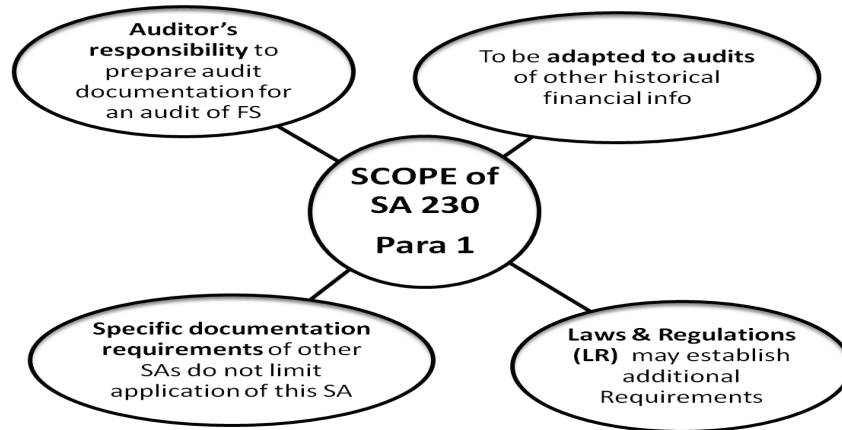 Auditor's
responsibility to
prepare audit
documentation for
an audit of FS
To be adapted to audits
of other historical
financial info
SCOPE of
SA 230
Para 1
Specific documentation
requirements of other
SAs do not limit
application of this SA
Laws & Regulations
(LR) may establish
additional
Requirements